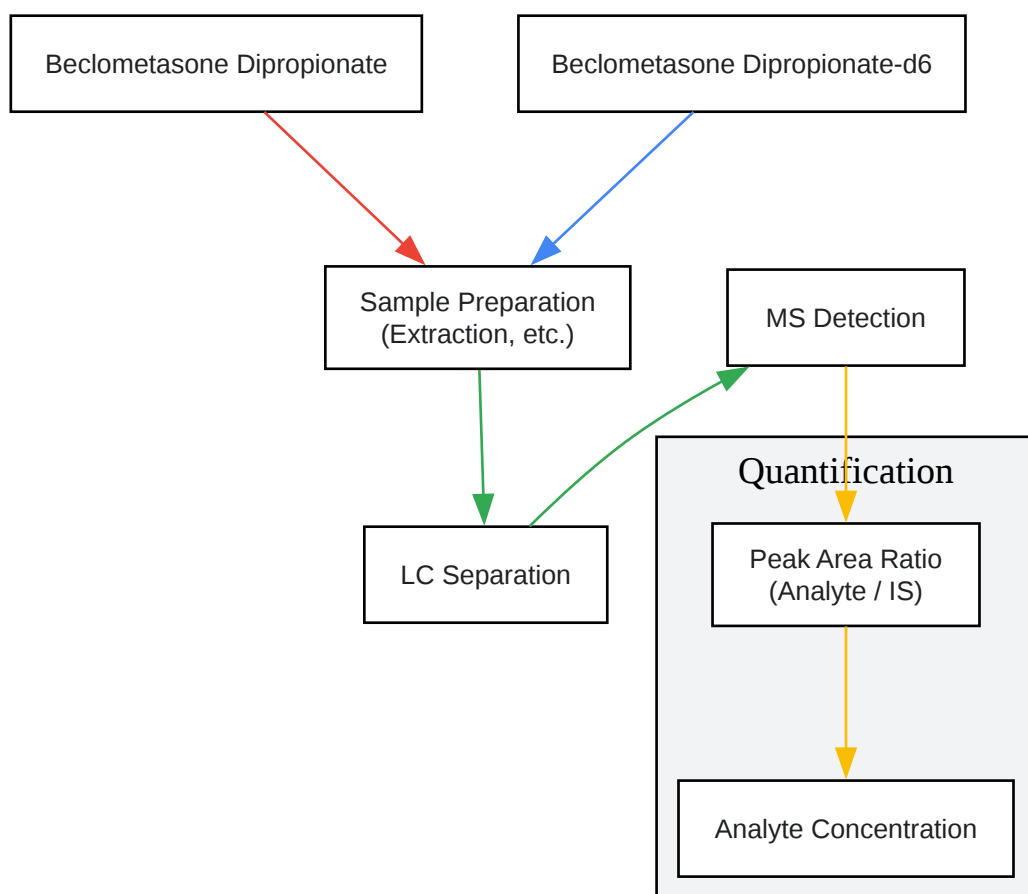 Beclometasone Dipropionate
Beclometasone Dipropionate-d6
Sample Preparation
(Extraction, etc.)
MS Detection
Quantification
LC Separation
Peak Area Ratio
(Analyte / IS)
Analyte Concentration